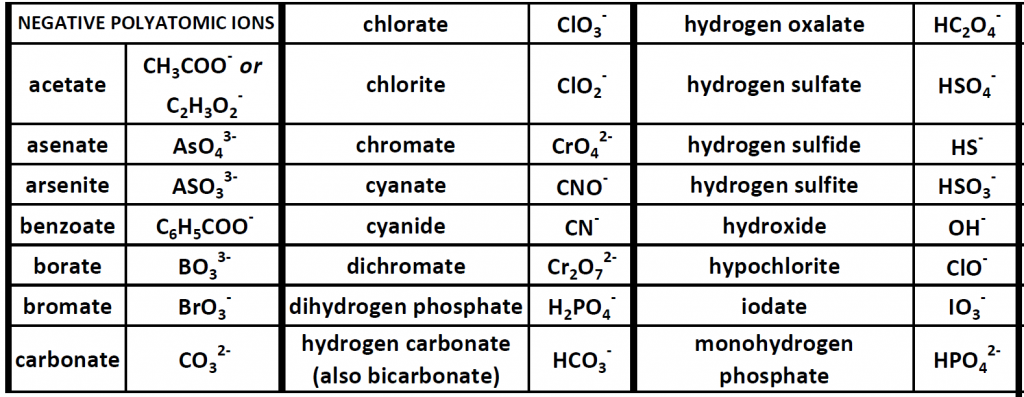 NEGATIVE POLYATOMIC IONS chlorate ClO₃⁻ hydrogen oxalate HC₂O₄⁻
acetate CH₃COO⁻ or C₂H₃O₂⁻ chlorite ClO₂⁻ hydrogen sulfate HSO₄⁻
asenate AsO₄³⁻ chromate CrO₄²⁻ hydrogen sulfide HS⁻
arsenite ASO₃³⁻ cyanate CNO⁻ hydrogen sulfite HSO₃⁻
benzoate C₆H₅COO⁻ cyanide CN⁻ hydroxide OH⁻
borate BO₃³⁻ dichromate Cr₂O₇²⁻ hypochlorite ClO⁻
bromate BrO₃⁻ dihydrogen phosphate H₂PO₄⁻ iodate IO₃⁻
carbonate CO₃²⁻ hydrogen carbonate (also bicarbonate) HCO₃⁻ monohydrogen phosphate HPO₄²⁻